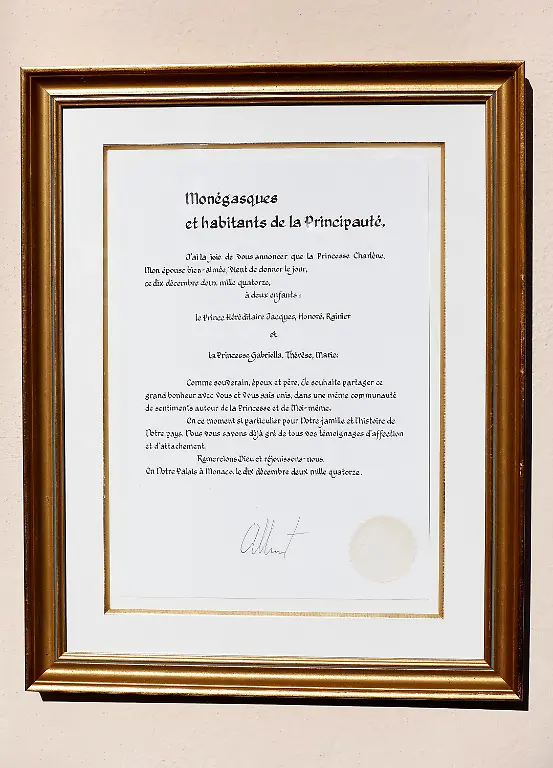 Monégasques
et habitants de la Principauté,
J'ai la joie de vous annoncer que la Princesse Charlène,
Mon épouse bien-aimée, vient de donner le jour,
ce dix décembre deux mille quatorze,
à deux enfants :
le Prince Héréditaire Jacques, Honoré, Rainier
et
la Princesse Gabriella, Thérèse, Marie;
Comme souverain, époux et père, Je souhaite partager ce
grand bonheur avec vous et vous sais unis, dans une même communauté
de sentiments autour de la Princesse et de Moi-même.
En ce moment si particulier pour Notre famille et l'histoire de
Notre pays, Nous vous savons déjà gré de tous vos témoignages d'affection
et d'attachement.
Remercions Dieu et réjouissons-nous.
En Notre Palais à Monaco, le dix décembre deux mille quatorze.
Albert